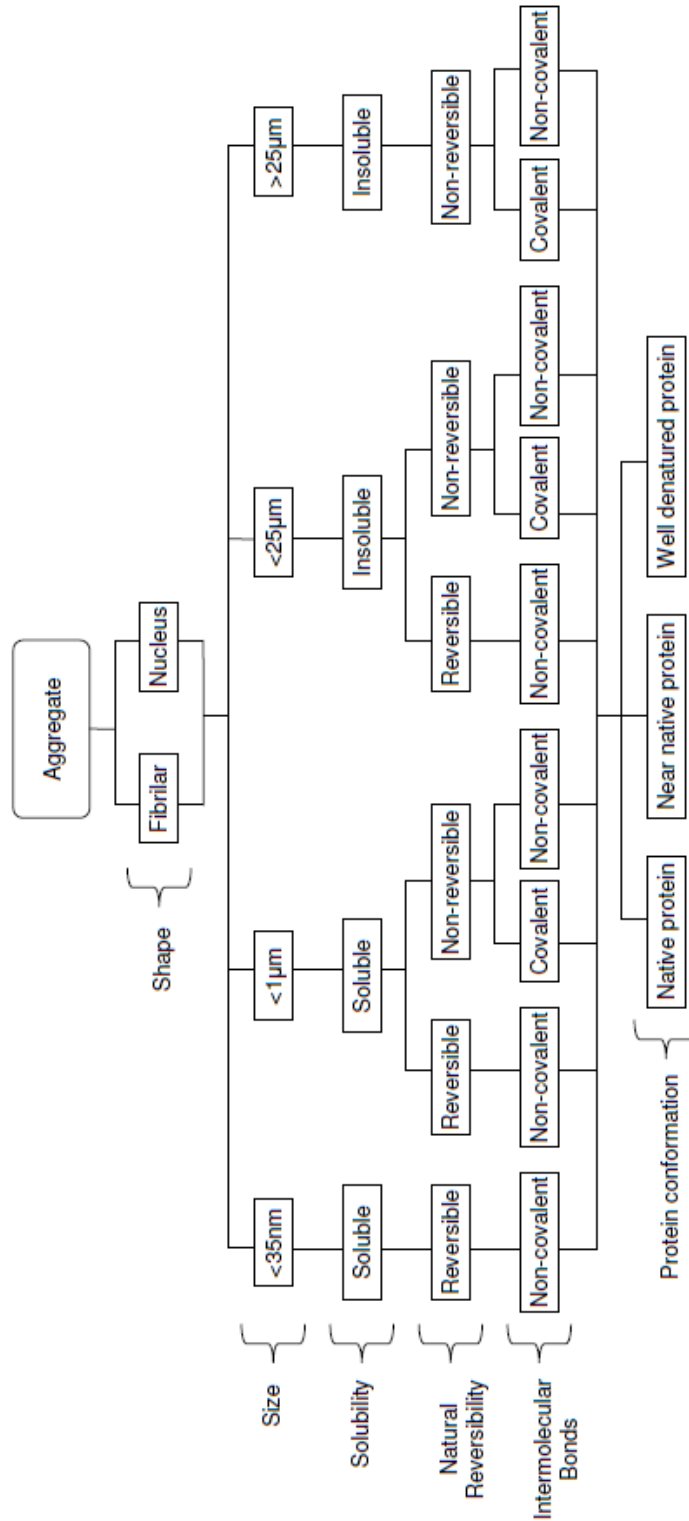 Aggregate
Shape
Fibrilar
Nucleus
Size
<35nm
<1µm
<25µm
>25µm
Solubility
Soluble
Soluble
Insoluble
Insoluble
Natural
Reversibility
Reversible
Reversible
Non-reversible
Reversible
Non-reversible
Non-reversible
Intermolecular
Bonds
Non-covalent
Non-covalent
Covalent
Non-covalent
Non-covalent
Covalent
Non-covalent
Covalent
Non-covalent
Protein conformation
Native protein
Near native protein
Well denatured protein